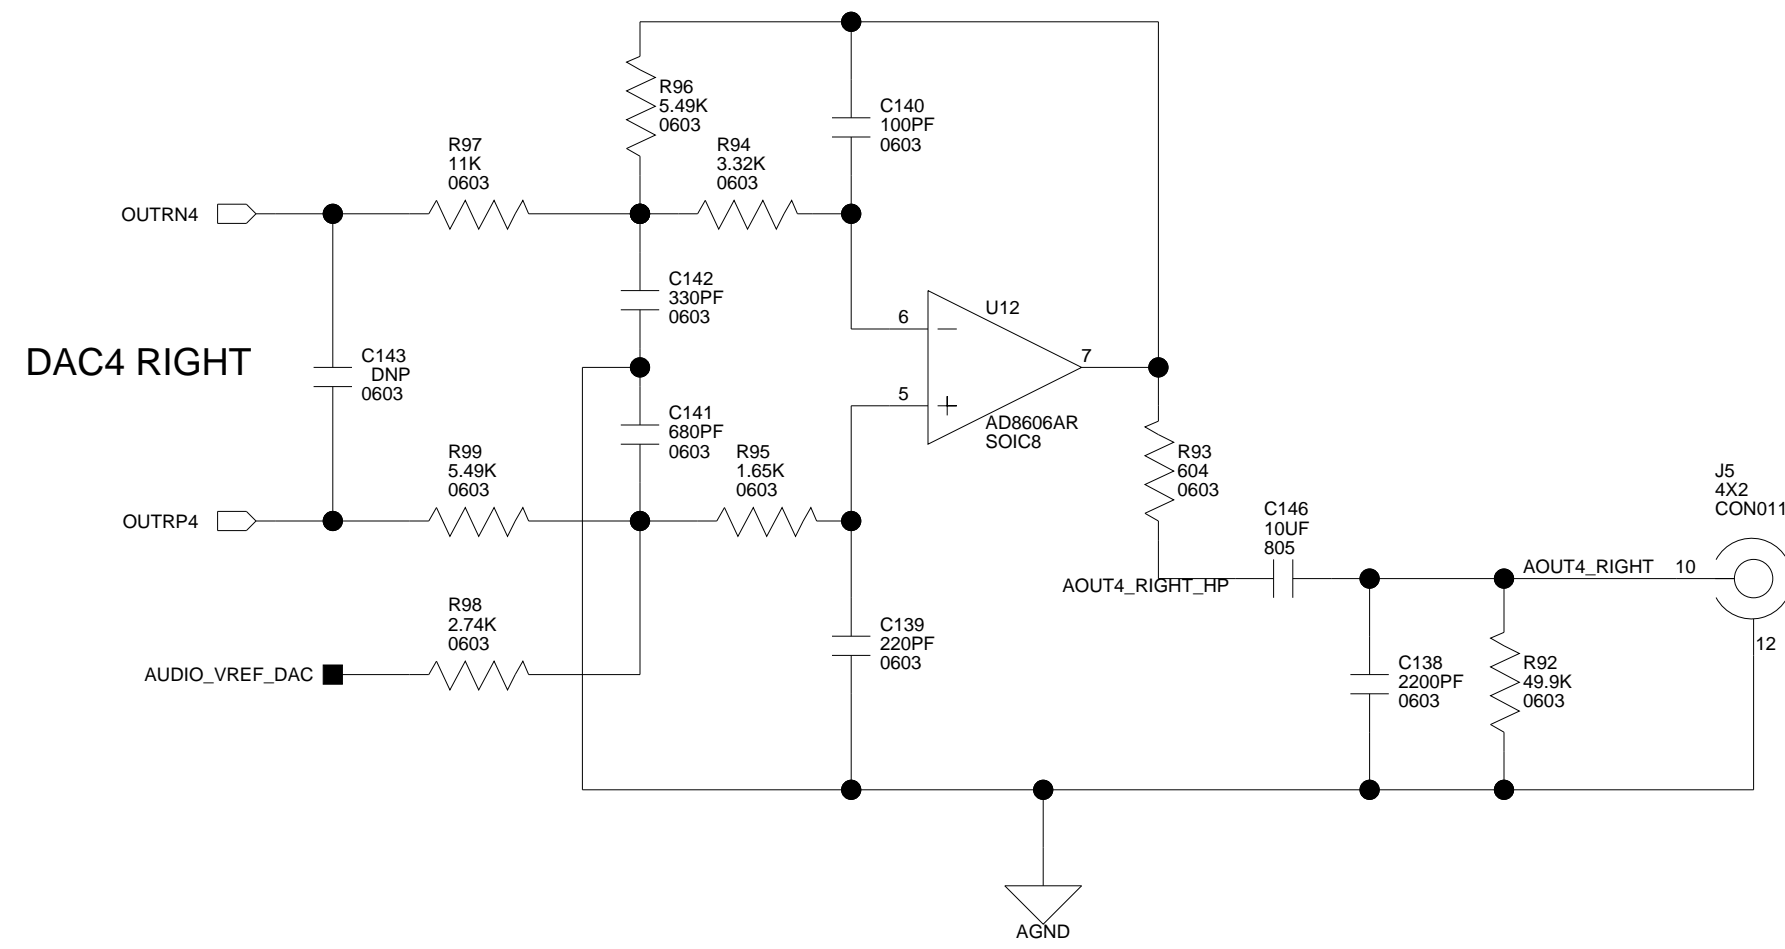 R96
5.49K
0603
C140
100PF
0603
R97
11K
0603
R94
3.32K
0603
OUTRN4
C142
330PF
0603
U12
6
DAC4 RIGHT
C143
DNP
0603
7
5
C141
680PF
0603
AD8606AR
SOIC8
R99
5.49K
0603
R95
1.65K
0603
R93
604
0603
J5
4X2
CON011
OUTRP4
C146
10UF
805
AOUT4_RIGHT 10
AOUT4_RIGHT_HP
R98
2.74K
0603
C139
220PF
0603
12
AUDIO_VREF_DAC
C138
2200PF
0603
R92
49.9K
0603
AGND